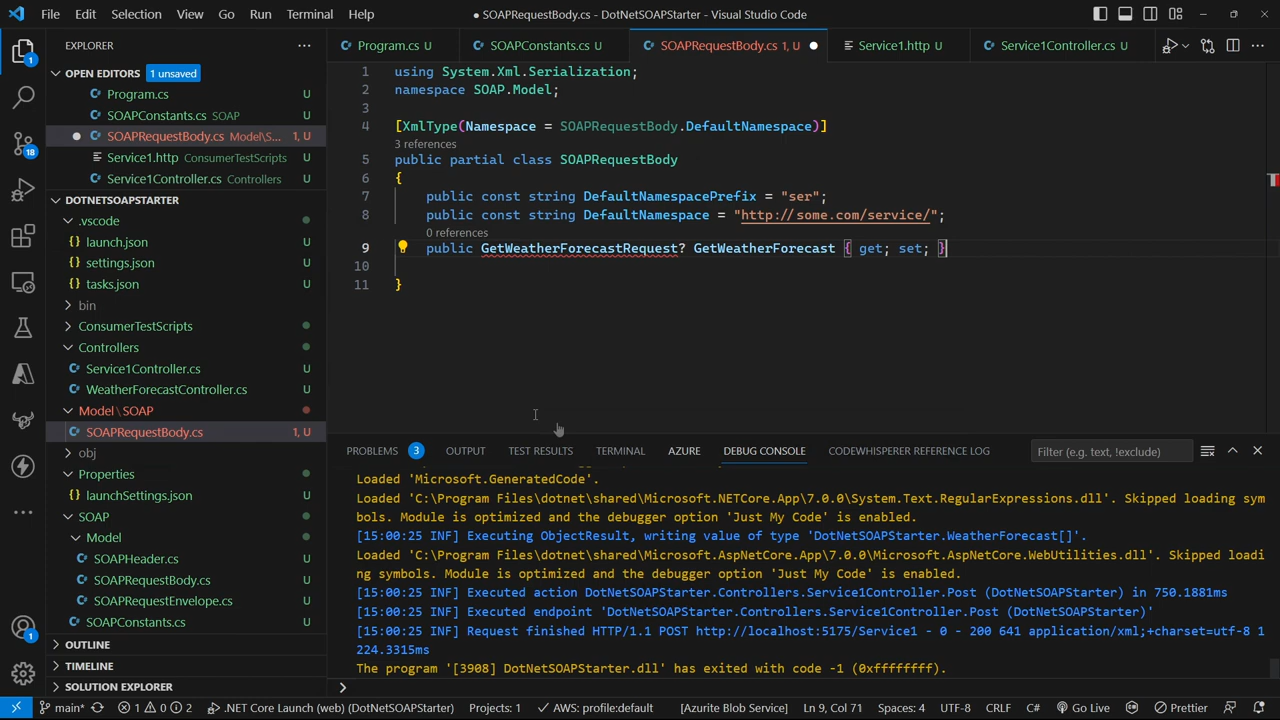 File Edit Selection View Go Run Terminal Help
● SOAPRequestBody.cs - DotNetSOAPStarter - Visual Studio Code
EXPLORER
OPEN EDITORS 1 unsaved
Program.cs U
SOAPConstants.cs SOAP U
SOAPRequestBody.cs Model\S... 1, U
Service1.http ConsumerTestScripts U
Service1Controller.cs Controllers U
DOTNETSOAPSTARTER
.vscode
launch.json U
settings.json U
tasks.json U
bin
ConsumerTestScripts
Controllers
Service1Controller.cs U
WeatherForecastController.cs U
Model\SOAP
SOAPRequestBody.cs 1, U
obj
Properties
launchSettings.json U
SOAP
Model
SOAPHeader.cs U
SOAPRequestBody.cs U
SOAPRequestEnvelope.cs U
SOAPConstants.cs U
OUTLINE
TIMELINE
SOLUTION EXPLORER
1
18
1
Program.cs U
SOAPConstants.cs U
SOAPRequestBody.cs 1, U
Service1.http U
Service1Controller.cs U
1 using System.Xml.Serialization;
2 namespace SOAP.Model;
3
4 [XmlType(Namespace = SOAPRequestBody.DefaultNamespace)]
3 references
5 public partial class SOAPRequestBody
6 {
7 public const string DefaultNamespacePrefix = "ser";
8 public const string DefaultNamespace = "http://some.com/service/";
0 references
9 public GetWeatherForecastRequest? GetWeatherForecast { get; set; }
10
11 }
PROBLEMS 3 OUTPUT TEST RESULTS TERMINAL AZURE DEBUG CONSOLE CODEWHISPERER REFERENCE LOG Filter (e.g. text, !exclude)
Loaded 'Microsoft.GeneratedCode'.
Loaded 'C:\Program Files\dotnet\shared\Microsoft.NETCore.App\7.0.0\System.Text.RegularExpressions.dll'. Skipped loading sym
bols. Module is optimized and the debugger option 'Just My Code' is enabled.
[15:00:25 INF] Executing ObjectResult, writing value of type 'DotNetSOAPStarter.WeatherForecast[]'.
Loaded 'C:\Program Files\dotnet\shared\Microsoft.AspNetCore.App\7.0.0\Microsoft.AspNetCore.WebUtilities.dll'. Skipped loadi
ng symbols. Module is optimized and the debugger option 'Just My Code' is enabled.
[15:00:25 INF] Executed action DotNetSOAPStarter.Controllers.Service1Controller.Post (DotNetSOAPStarter) in 750.1881ms
[15:00:25 INF] Executed endpoint 'DotNetSOAPStarter.Controllers.Service1Controller.Post (DotNetSOAPStarter)'
[15:00:25 INF] Request finished HTTP/1.1 POST http://localhost:5175/Service1 - 0 - 200 641 application/xml;+charset=utf-8 1
224.3315ms
The program '[3908] DotNetSOAPStarter.dll' has exited with code -1 (0xffffffff).
main* 1 0 2 .NET Core Launch (web) (DotNetSOAPStarter) Projects: 1 AWS: profile:default [Azurite Blob Service] Ln 9, Col 71 Spaces: 4 UTF-8 CRLF C# Go Live Prettier